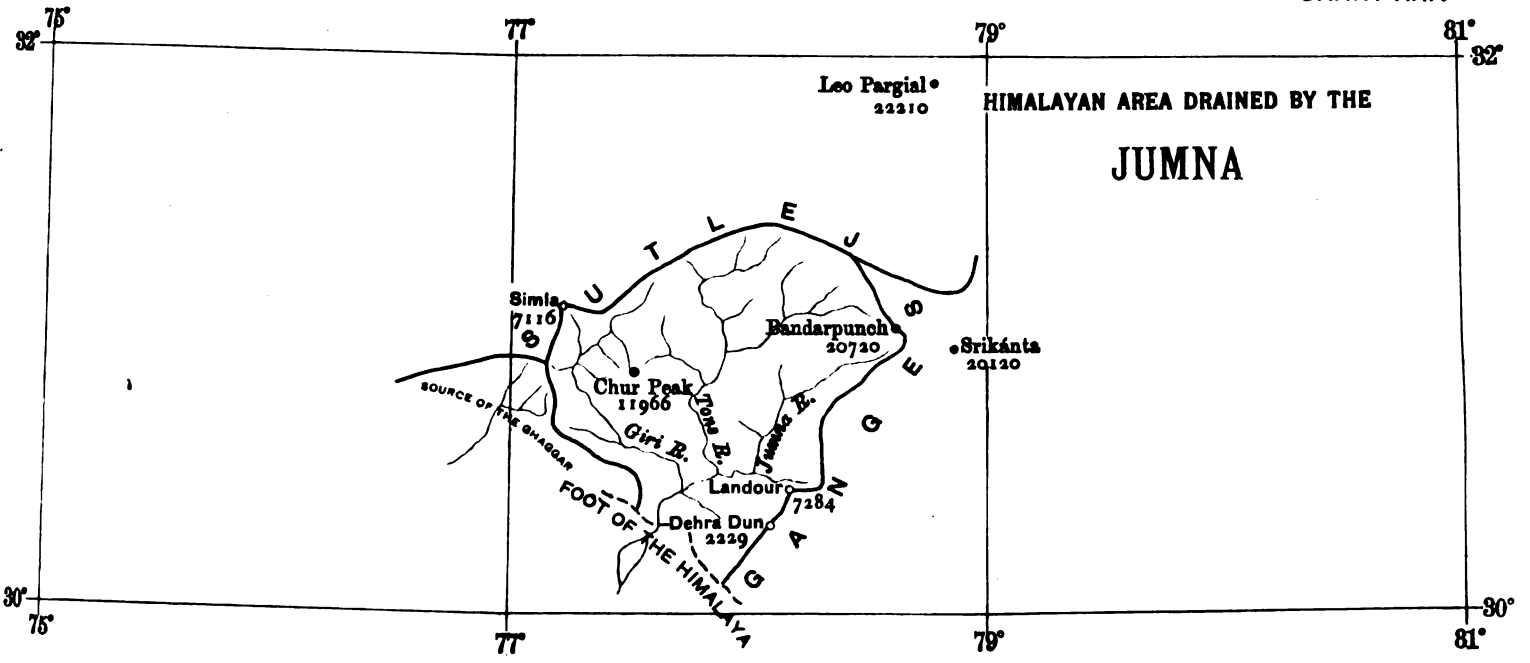 75°
77°
79°
81°
32°
32°
Leo Pargial
22210
HIMALAYAN AREA DRAINED BY THE
JUMNA
SUTLEJ
Simla
7116
Bandarpunch
20720
Srikánta
20120
Chur Peak
11966
SOURCE OF THE GHAGGAR
Giri R.
Tons R.
Jumna R.
GANGES
Landour
7284
FOOT OF THE HIMALAYA
Dehra Dun
2229
30°
30°
75°
77°
79°
81°